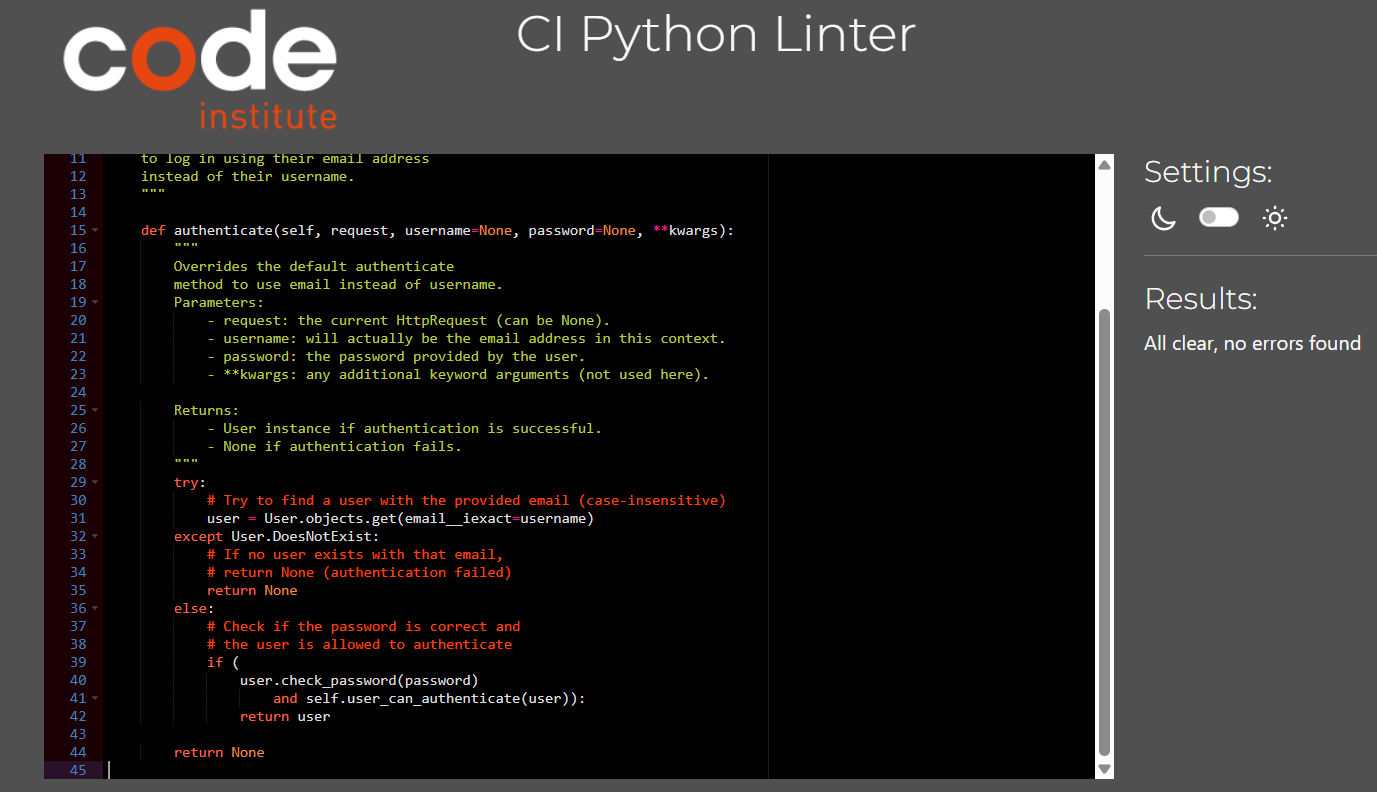 code
institute
CI Python Linter
11 to log in using their email address
12 instead of their username.
13 """
14
15 def authenticate(self, request, username=None, password=None, **kwargs):
16 """
17 Overrides the default authenticate
18 method to use email instead of username.
19 Parameters:
20 - request: the current HttpRequest (can be None).
21 - username: will actually be the email address in this context.
22 - password: the password provided by the user.
23 - **kwargs: any additional keyword arguments (not used here).
24
25 Returns:
26 - User instance if authentication is successful.
27 - None if authentication fails.
28 """
29 try:
30 # Try to find a user with the provided email (case-insensitive)
31 user = User.objects.get(email__iexact=username)
32 except User.DoesNotExist:
33 # If no user exists with that email,
34 # return None (authentication failed)
35 return None
36 else:
37 # Check if the password is correct and
38 # the user is allowed to authenticate
39 if (
40 user.check_password(password)
41 and self.user_can_authenticate(user)):
42 return user
43
44 return None
45
Settings:
Results:
All clear, no errors found